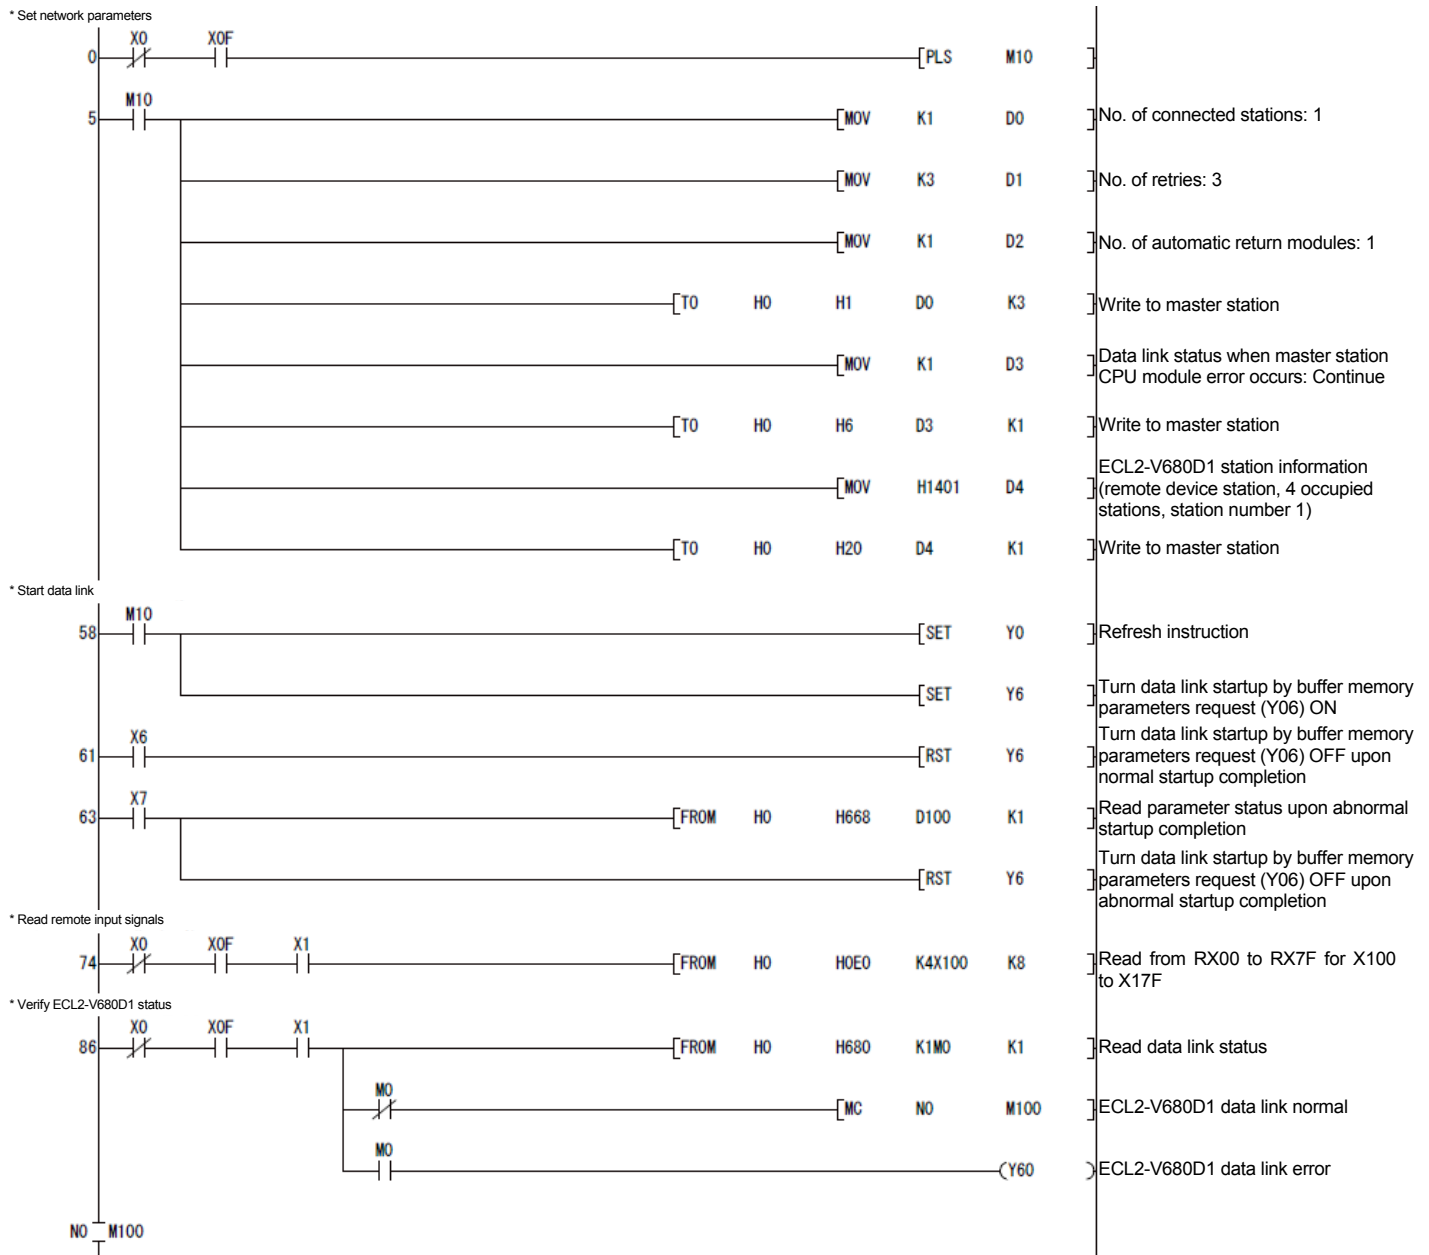 * Set network parameters
X0 X0F
0 [PLS M10 ]
M10
5 [MOV K1 D0 ] No. of connected stations: 1
[MOV K3 D1 ] No. of retries: 3
[MOV K1 D2 ] No. of automatic return modules: 1
[TO H0 H1 D0 K3 ] Write to master station
[MOV K1 D3 ] Data link status when master station
CPU module error occurs: Continue
[TO H0 H6 D3 K1 ] Write to master station
[MOV H1401 D4 ] ECL2-V680D1 station information
(remote device station, 4 occupied
stations, station number 1)
[TO H0 H20 D4 K1 ] Write to master station
* Start data link
M10
58 [SET Y0 ] Refresh instruction
[SET Y6 ] Turn data link startup by buffer memory
parameters request (Y06) ON
X6
61 [RST Y6 ] Turn data link startup by buffer memory
parameters request (Y06) OFF upon
normal startup completion
X7
63 [FROM H0 H668 D100 K1 ] Read parameter status upon abnormal
startup completion
[RST Y6 ] Turn data link startup by buffer memory
parameters request (Y06) OFF upon
abnormal startup completion
* Read remote input signals
X0 X0F X1
74 [FROM H0 H0E0 K4X100 K8 ] Read from RX00 to RX7F for X100
to X17F
* Verify ECL2-V680D1 status
X0 X0F X1
86 [FROM H0 H680 K1M0 K1 ] Read data link status
M0
[MC N0 M100 ] ECL2-V680D1 data link normal
M0
(Y60 ) ECL2-V680D1 data link error
N0 M100